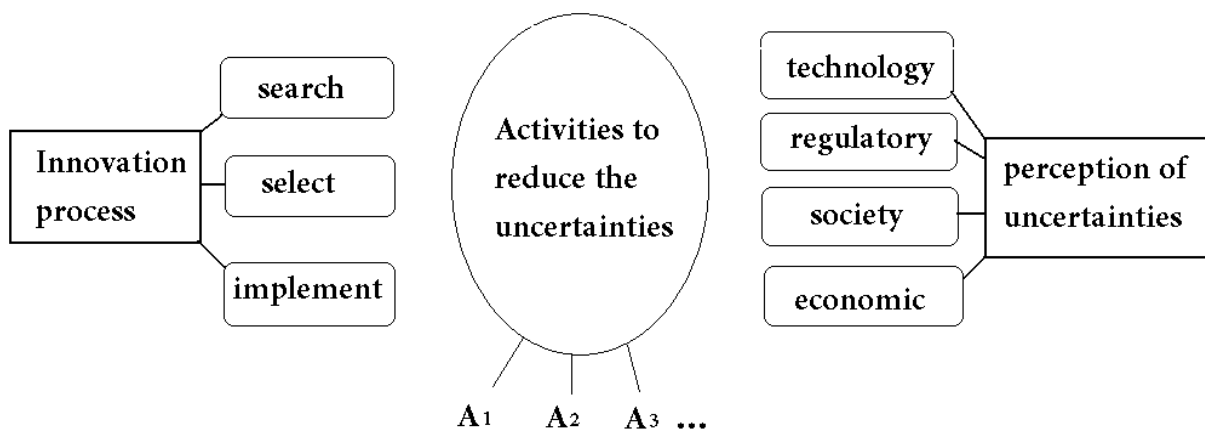 Innovation
process
search
select
implement
Activities to
reduce the
uncertainties
A1 A2 A3 ...
technology
regulatory
society
economic
perception of
uncertainties